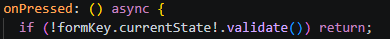 onPressed: () async {
if (!formKey.currentState!.validate()) return;